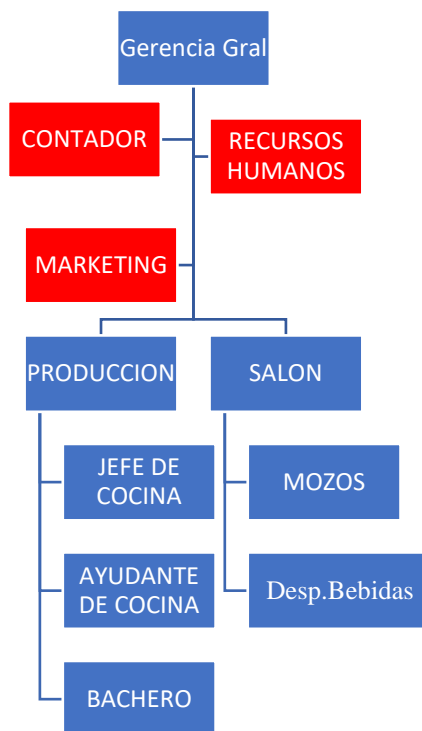 Gerencia Gral
CONTADOR
RECURSOS
HUMANOS
MARKETING
PRODUCCION
SALON
JEFE DE
COCINA
MOZOS
AYUDANTE
DE COCINA
Desp.Bebidas
BACHERO